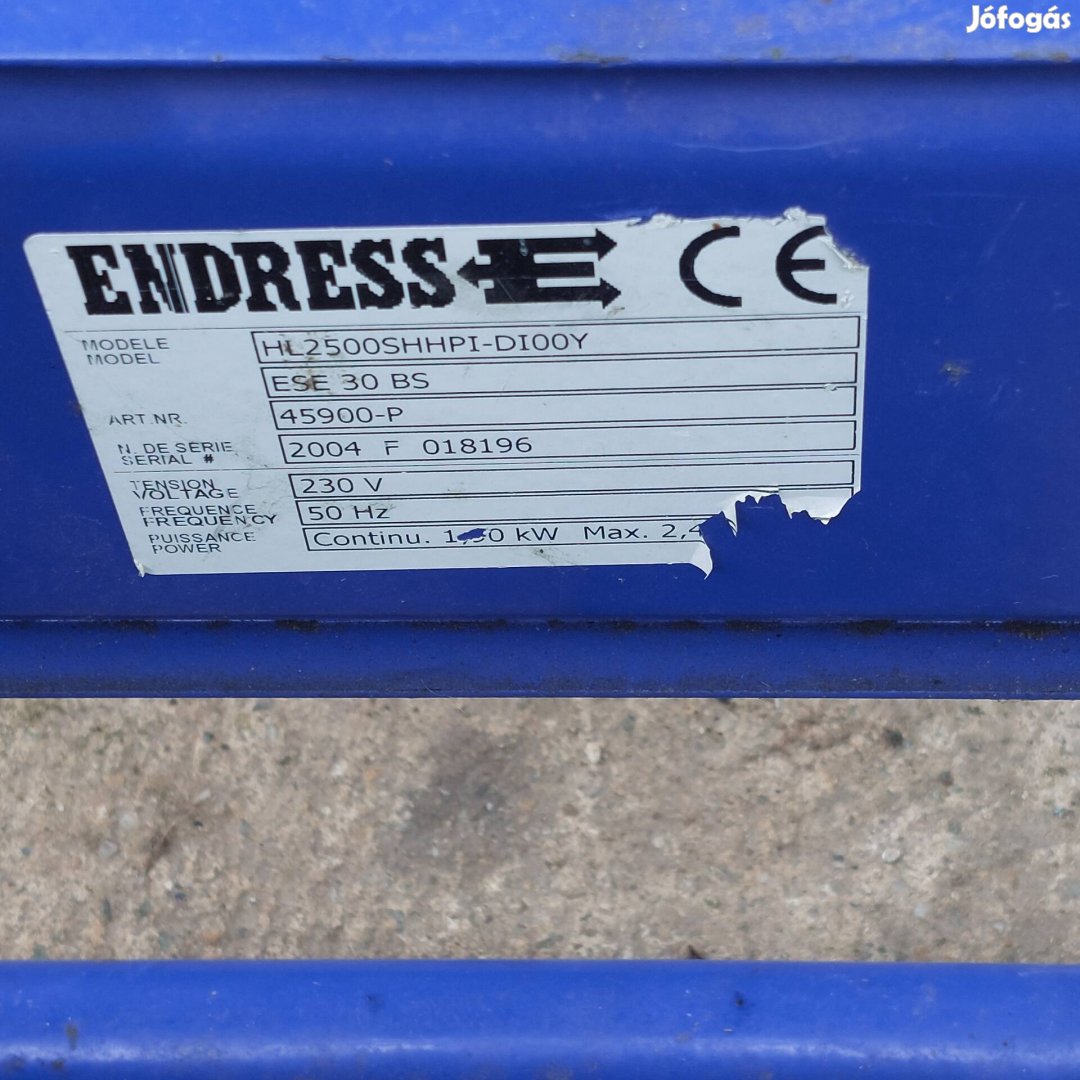 Jófogás
ENDRESS CE
MODELE
MODEL
HL2500SHHPI-DI00Y
ESE 30 BS
ART.NR. 45900-P
N. DE SERIE
SERIAL #
2004 F 018196
TENSION
VOLTAGE
230 V
FREQUENCE
FREQUENCY
50 Hz
PUISSANCE
POWER
Continu. kW Max.